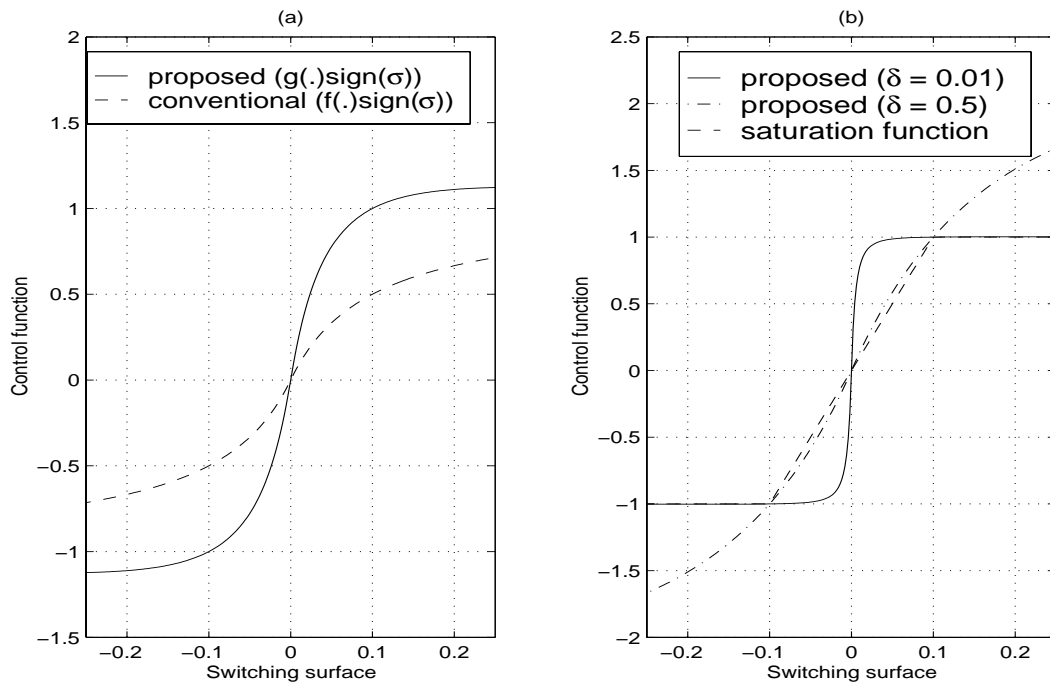 (a)
2
1.5
1
0.5
0
−0.5
−1
−1.5
−0.2
−0.1
0
0.1
0.2
Switching surface
Control function
proposed (g(.)sign(σ))
conventional (f(.)sign(σ))
(b)
2.5
2
1.5
1
0.5
0
−0.5
−1
−1.5
−2
−0.2
−0.1
0
0.1
0.2
Switching surface
Control function
proposed (δ = 0.01)
proposed (δ = 0.5)
saturation function